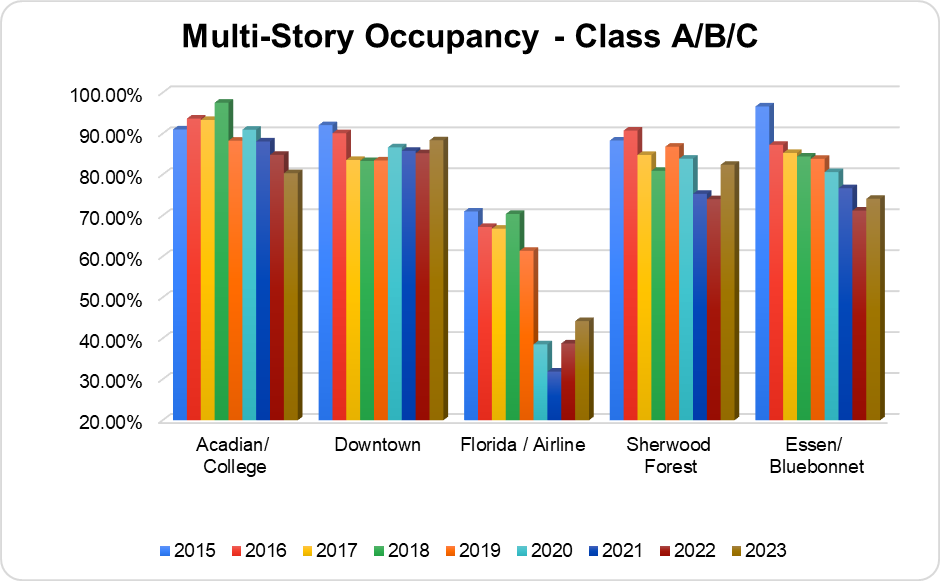 Multi-Story Occupancy - Class A/B/C
100.00%
90.00%
80.00%
70.00%
60.00%
50.00%
40.00%
30.00%
20.00%
Acadian/
College
Downtown
Florida / Airline
Sherwood
Forest
Essen/
Bluebonnet
2015 2016 2017 2018 2019 2020 2021 2022 2023